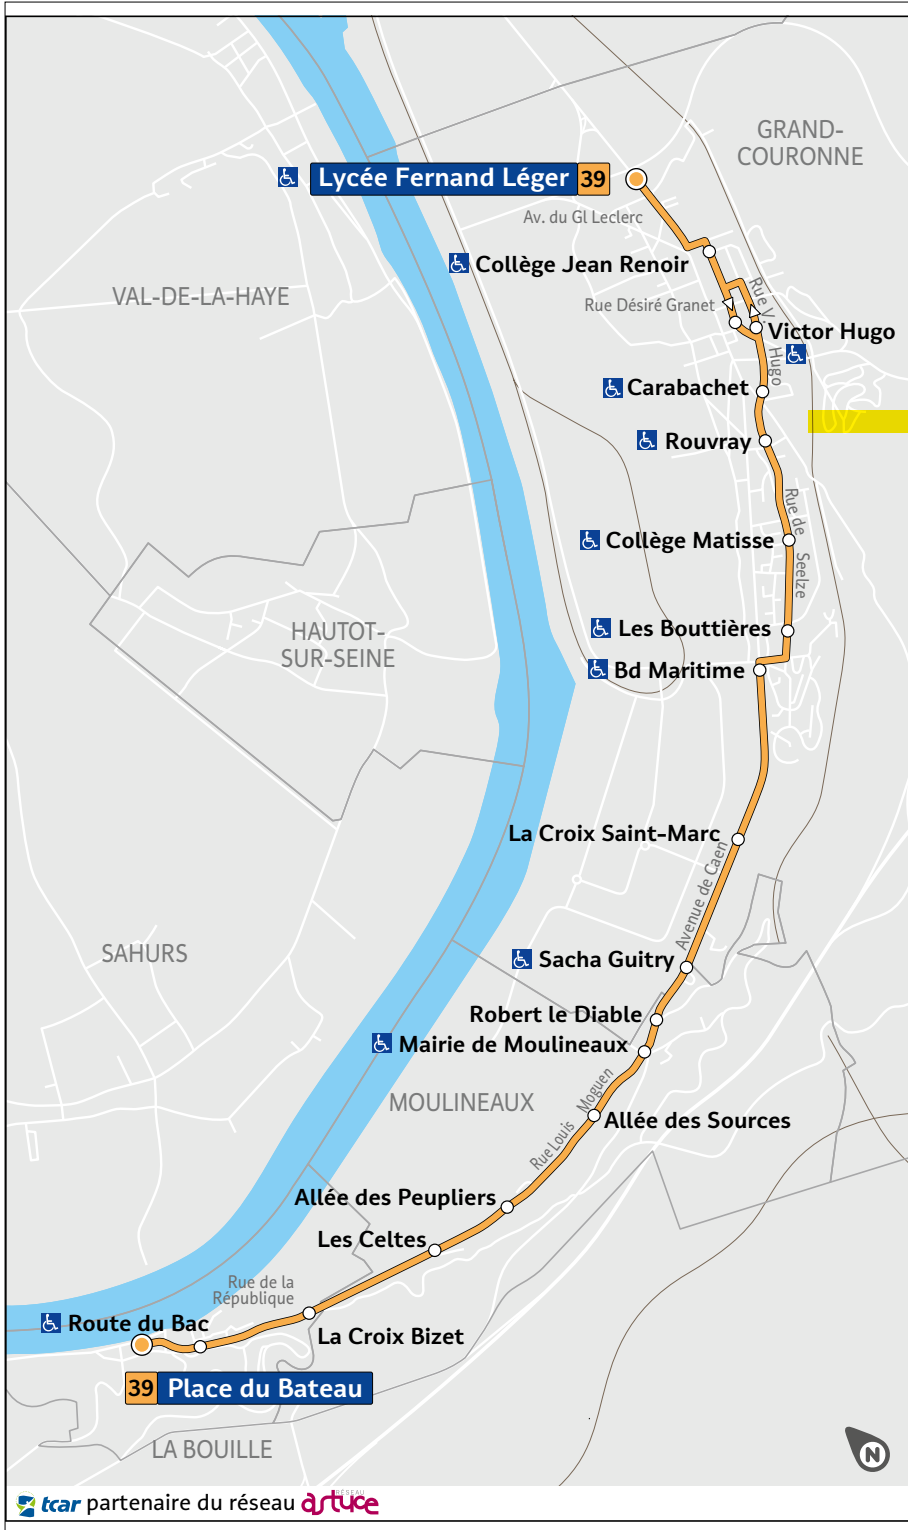 GRAND-
COURONNE
Lycée Fernand Léger 39
Av. du Gl Leclerc
Collège Jean Renoir
VAL-DE-LA-HAYE
Rue Désiré Granet
Rue V. Hugo
Victor Hugo
Carabachet
Rouvray
Rue de Seelze
Collège Matisse
HAUTOT-
SUR-SEINE
Les Bouttières
Bd Maritime
La Croix Saint-Marc
Avenue de Caen
SAHURS
Sacha Guitry
Robert le Diable
Mairie de Moulineaux
MOULINEAUX
Rue Louis Moguen
Allée des Sources
Allée des Peupliers
Les Celtes
Rue de la
République
Route du Bac
La Croix Bizet
39 Place du Bateau
LA BOUILLE
N
tcar partenaire du réseau RÉSEAU astuce